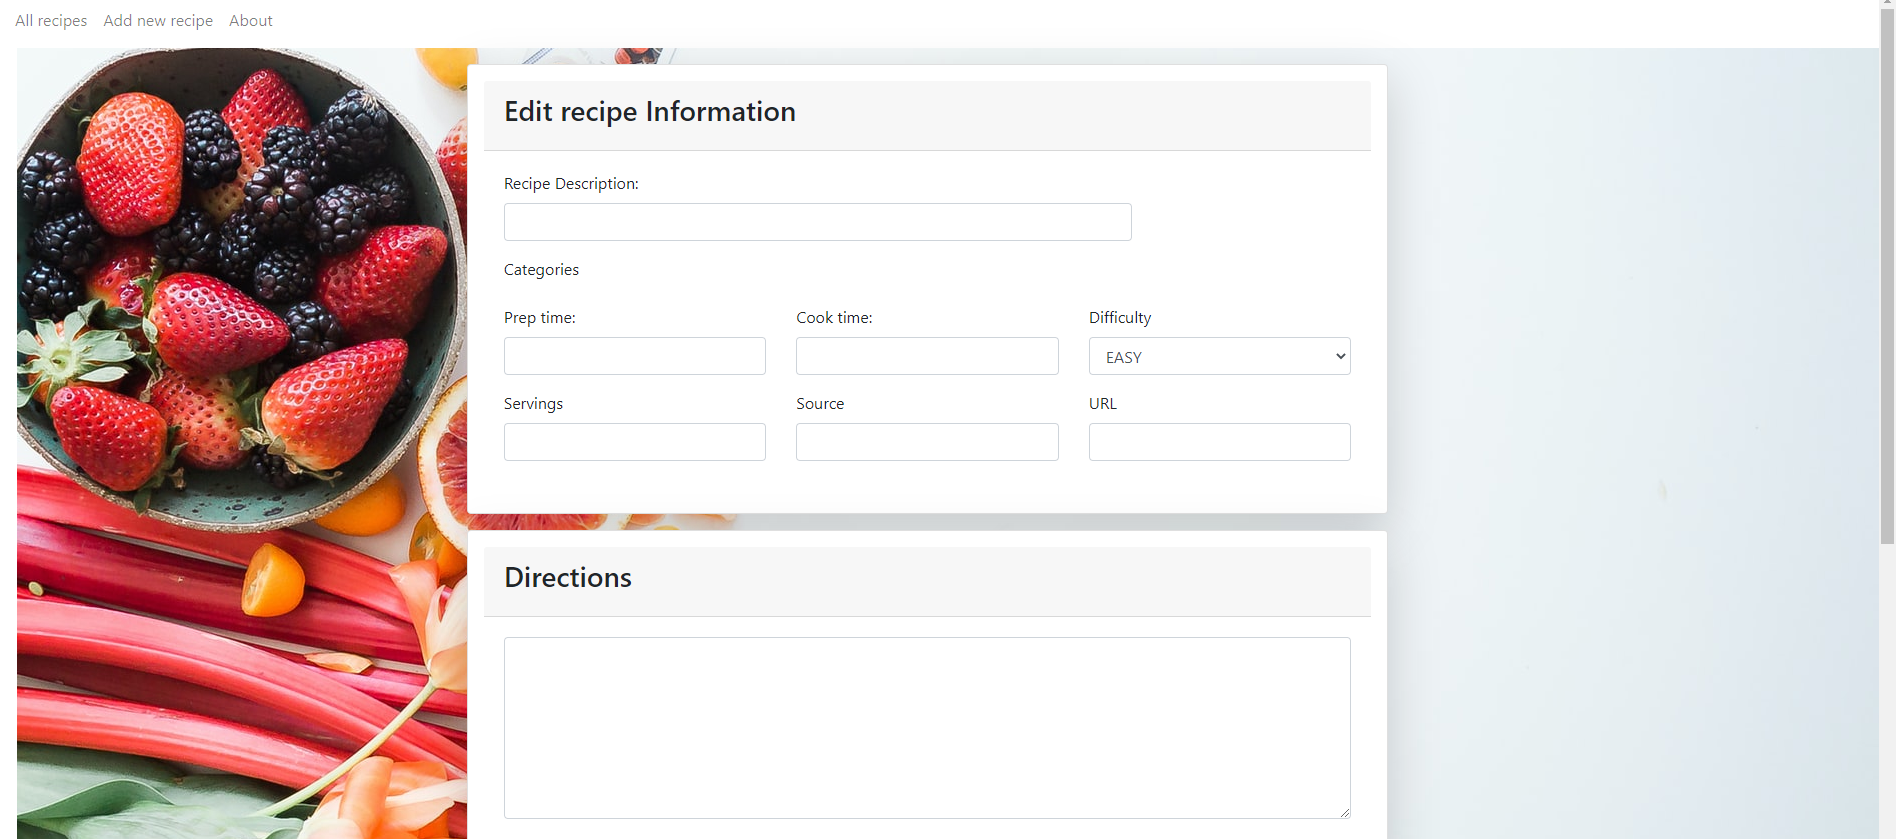 All recipes Add new recipe About
Edit recipe Information
Recipe Description:
Categories
Prep time: Cook time: Difficulty
EASY
Servings Source URL
Directions